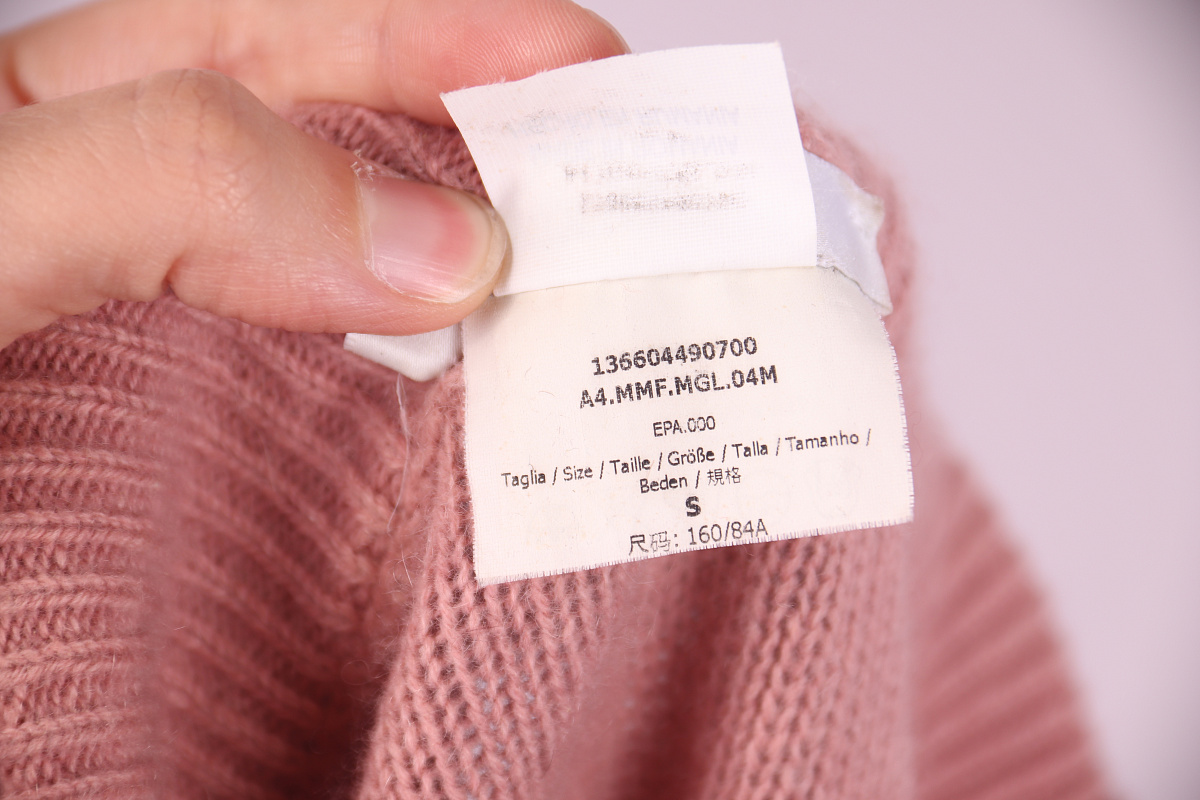 136604490700
A4.MMF.MGL.04M
EPA.000
Taglia / Size / Taille / Größe / Talla / Tamanho /
Beden / 規格
S
尺码: 160/84A